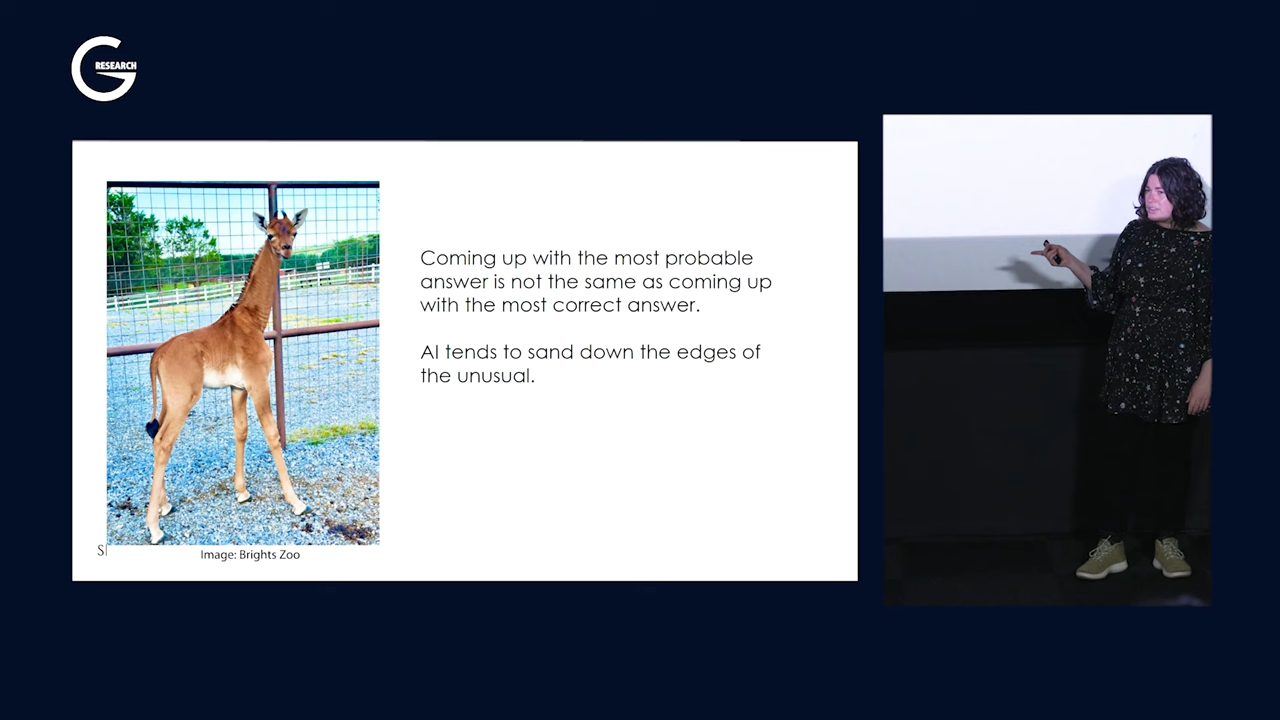 G
RESEARCH
Coming up with the most probable
answer is not the same as coming up
with the most correct answer.
AI tends to sand down the edges of
the unusual.
S
Image: Brights Zoo